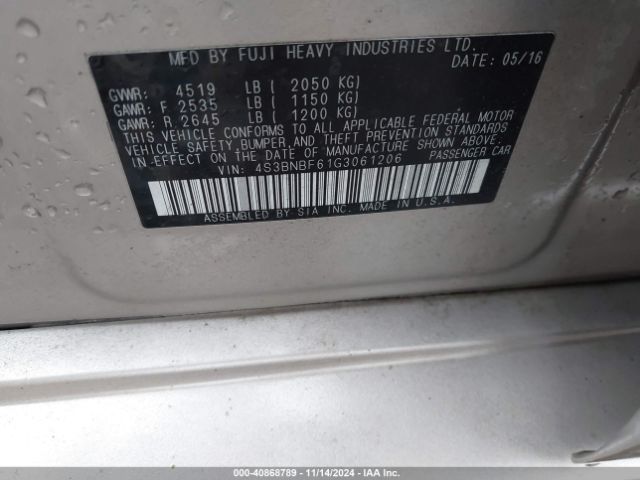 MFD BY FUJI HEAVY INDUSTRIES LTD.
DATE: 05/16
GVWR: 4519 LB ( 2050 KG)
GAWR: F 2535 LB ( 1150 KG)
GAWR: R 2645 LB ( 1200 KG)
THIS VEHICLE CONFORMS TO ALL APPLICABLE FEDERAL MOTOR
VEHICLE SAFETY, BUMPER, AND THEFT PREVENTION STANDARDS
IN EFFECT ON THE DATE OF MANUFACTURE SHOWN ABOVE.
VIN: 4S3BNBF61G3061206 PASSENGER CAR
ASSEMBLED BY SIA INC. MADE IN U.S.A.
000-40868789 - 11/14/2024 - IAA Inc.